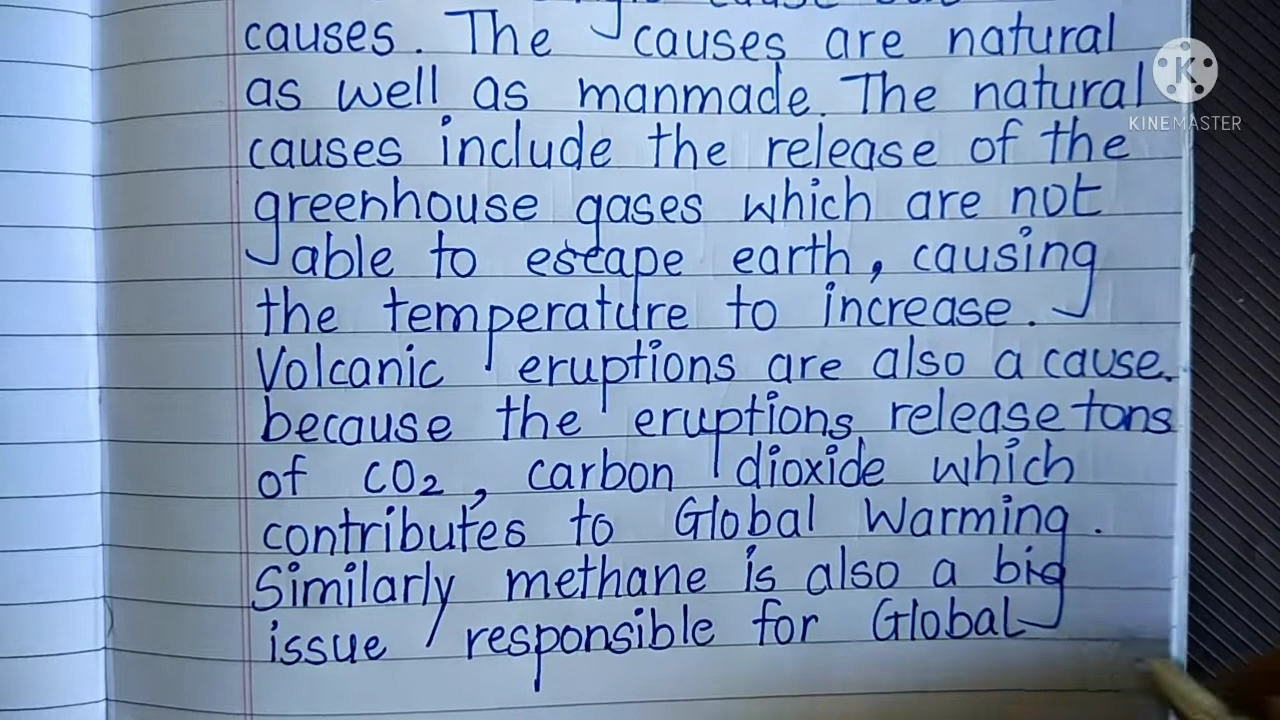 causes. The causes are natural
as well as manmade. The natural
causes include the release of the
greenhouse gases which are not
able to escape earth, causing
the temperature to increase.
Volcanic eruptions are also a cause.
because the eruptions release tons
of CO₂, carbon dioxide which
contributes to Global Warming.
Similarly methane is also a big
issue responsible for Global
K
KINEMASTER